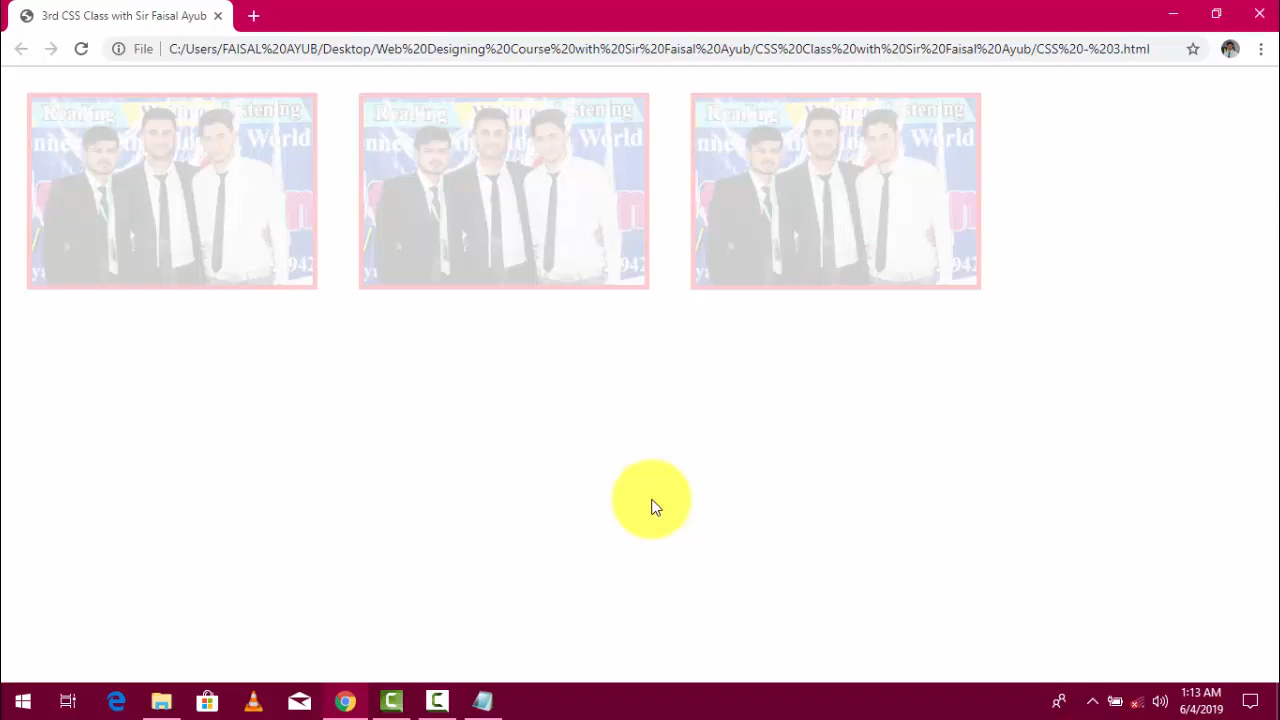 3rd CSS Class with Sir Faisal Ayub
File
C:/Users/FAISAL%20AYUB/Desktop/Web%20Designing%20Course%20with%20Sir%20Faisal%20Ayub/CSS%20Class%20with%20Sir%20Faisal%20Ayub/CSS%20-%203.html
World
World
World
1:13 AM
6/4/2019